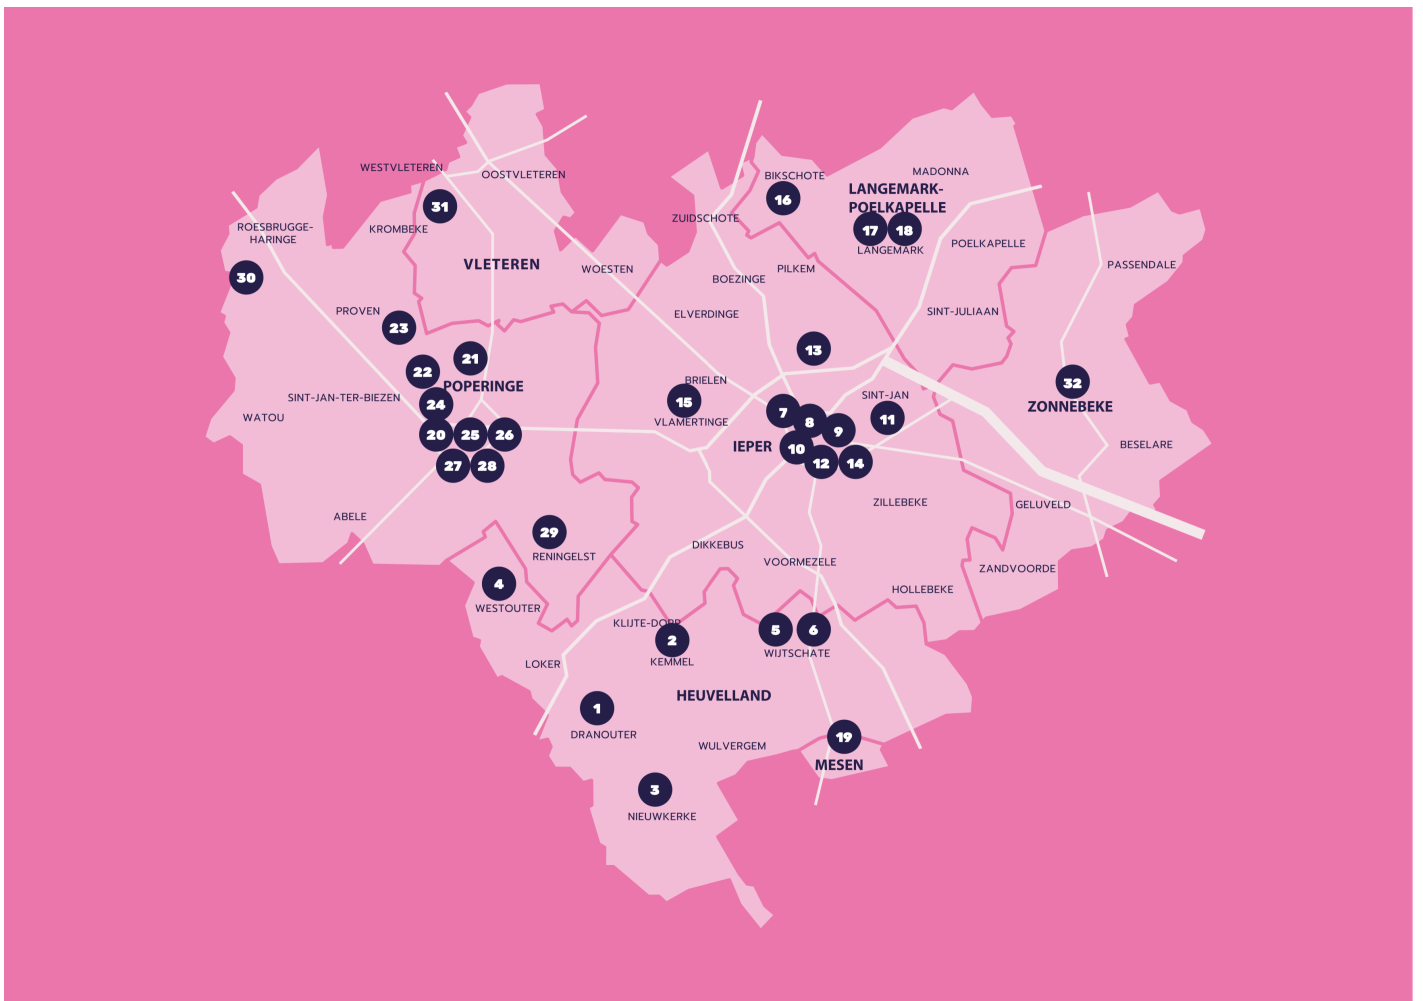 WESTVLETEREN
OOSTVLETEREN
BIKSCHOTE
MADONNA
LANGEMARK-
POELKAPELLE
31
16
ROESBRUGGE-
HARINGE
KROMBEKE
ZUIDSCHOTE
17
18
LANGEMARK
POELKAPELLE
VLETEREN
WOESTEN
PILKEM
BOEZINGE
PASSENDALE
30
PROVEN
23
ELVERDINGE
SINT-JULIAAN
13
21
22
POPERINGE
BRIELEN
32
ZONNEBEKE
SINT-JAN-TER-BIEZEN
24
15
SINT-JAN
WATOU
VLAMERTINGE
7
8
9
11
20
25
26
IEPER
10
BESELARE
27
28
12
14
ABELE
ZILLEBEKE
GELUVELD
29
RENINGELST
DIKKEBUS
VOORMEZELE
ZANDVOORDE
4
WESTOUTER
HOLLEBEKE
KLIJTE-DORP
2
5
6
LOKER
KEMMEL
WIJTSCHATE
HEUVELLAND
1
DRANOUTER
WULVERGEM
19
MESEN
3
NIEUWKERKE